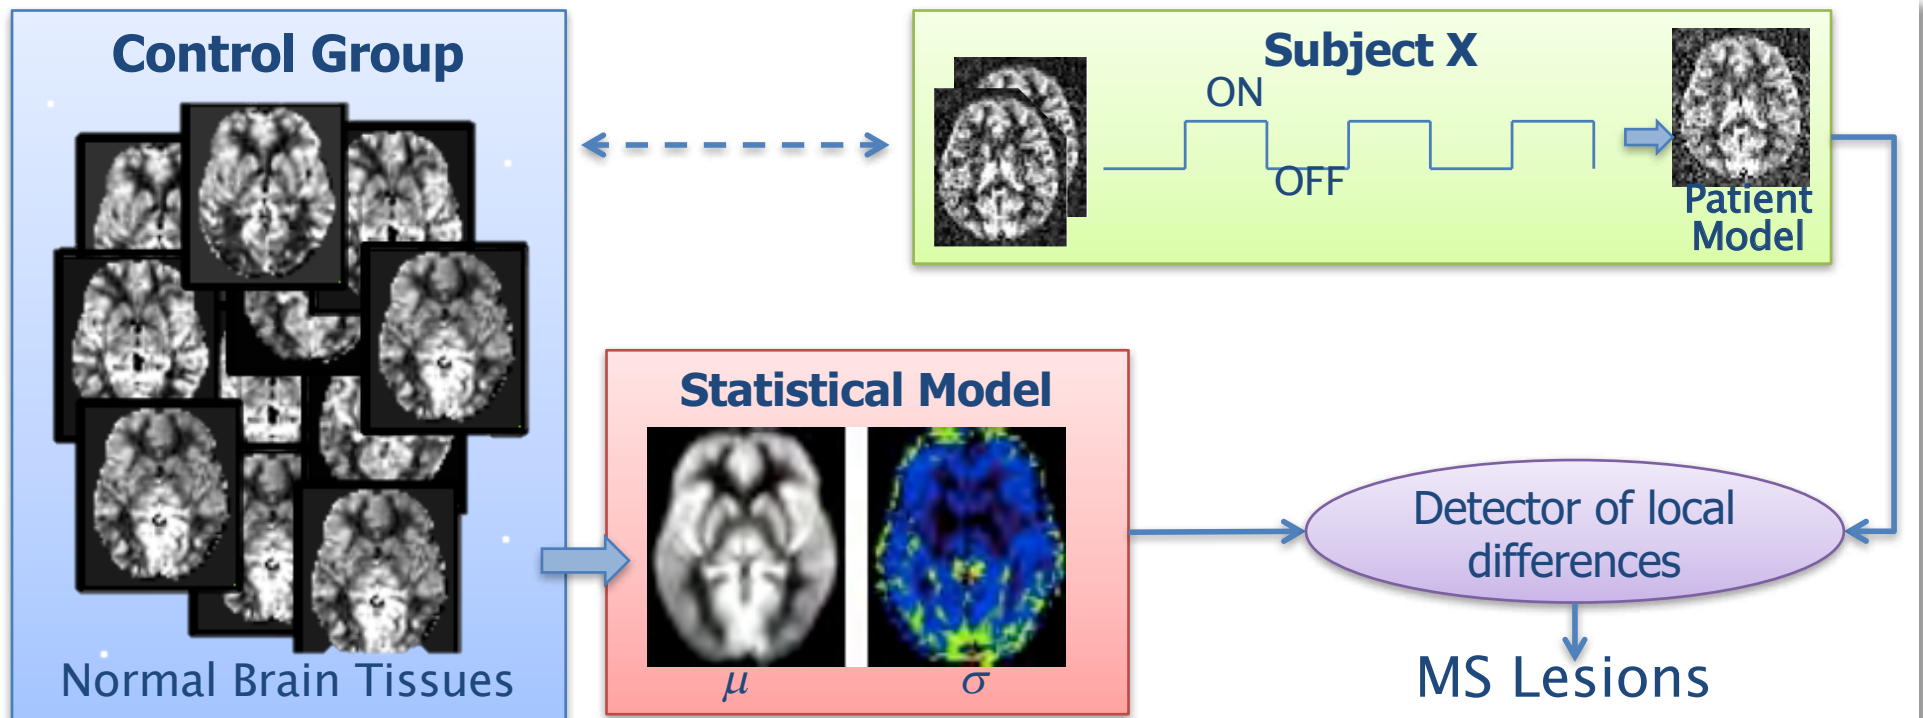 Control Group
Normal Brain Tissues
Subject X
ON
OFF
Patient
Model
Statistical Model
μ
σ
Detector of local
differences
MS Lesions